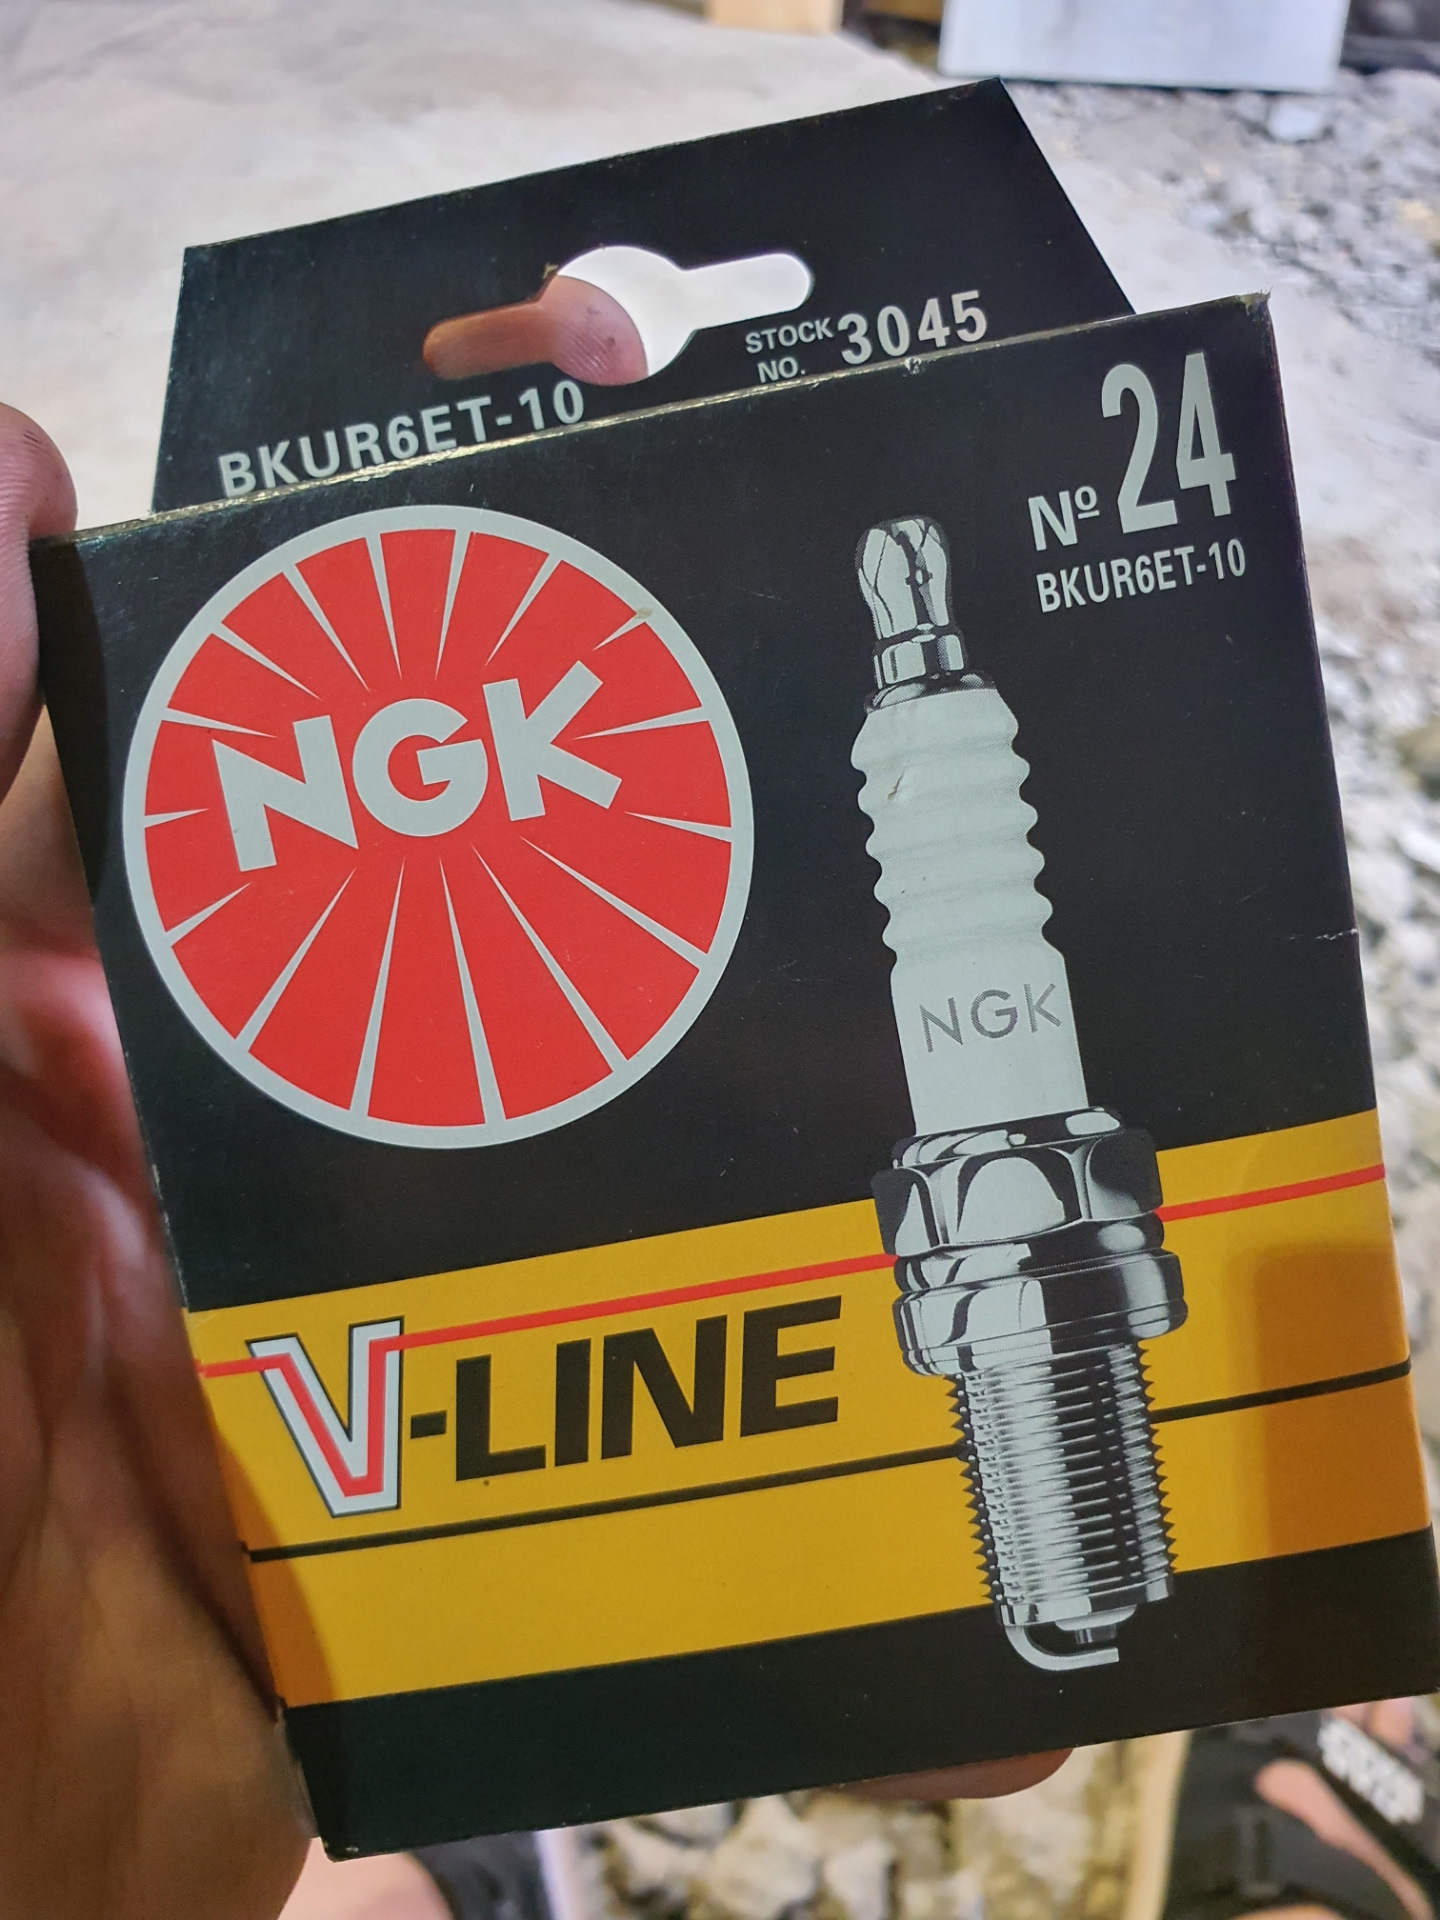 STOCK NO. 3045
BKUR6ET-10
Nº 24
BKUR6ET-10
NGK
NGK
V-LINE